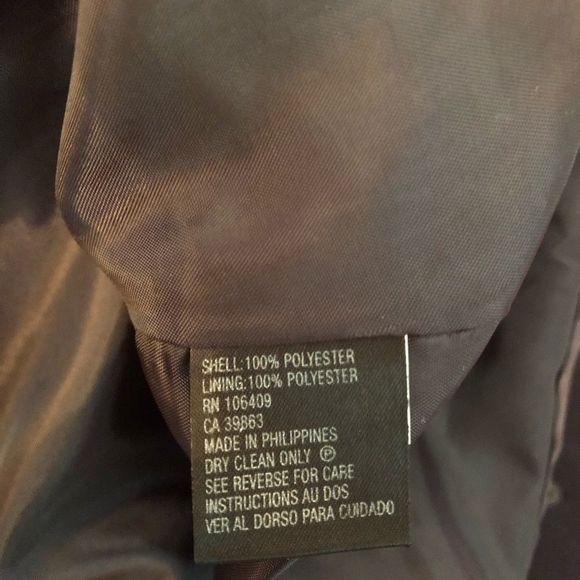 SHELL:100% POLYESTER
LINING:100% POLYESTER
RN 106409
CA 39863
MADE IN PHILIPPINES
DRY CLEAN ONLY Ⓟ
SEE REVERSE FOR CARE
INSTRUCTIONS AU DOS
VER AL DORSO PARA CUIDADO